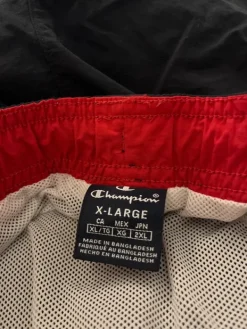 Champion
X-LARGE
CA MEX JPN
XL/TG XG 2XL
MADE IN BANGLADESH
FABRIQUÉ AU BANGLADESH
HECHO EN BANGLADESH